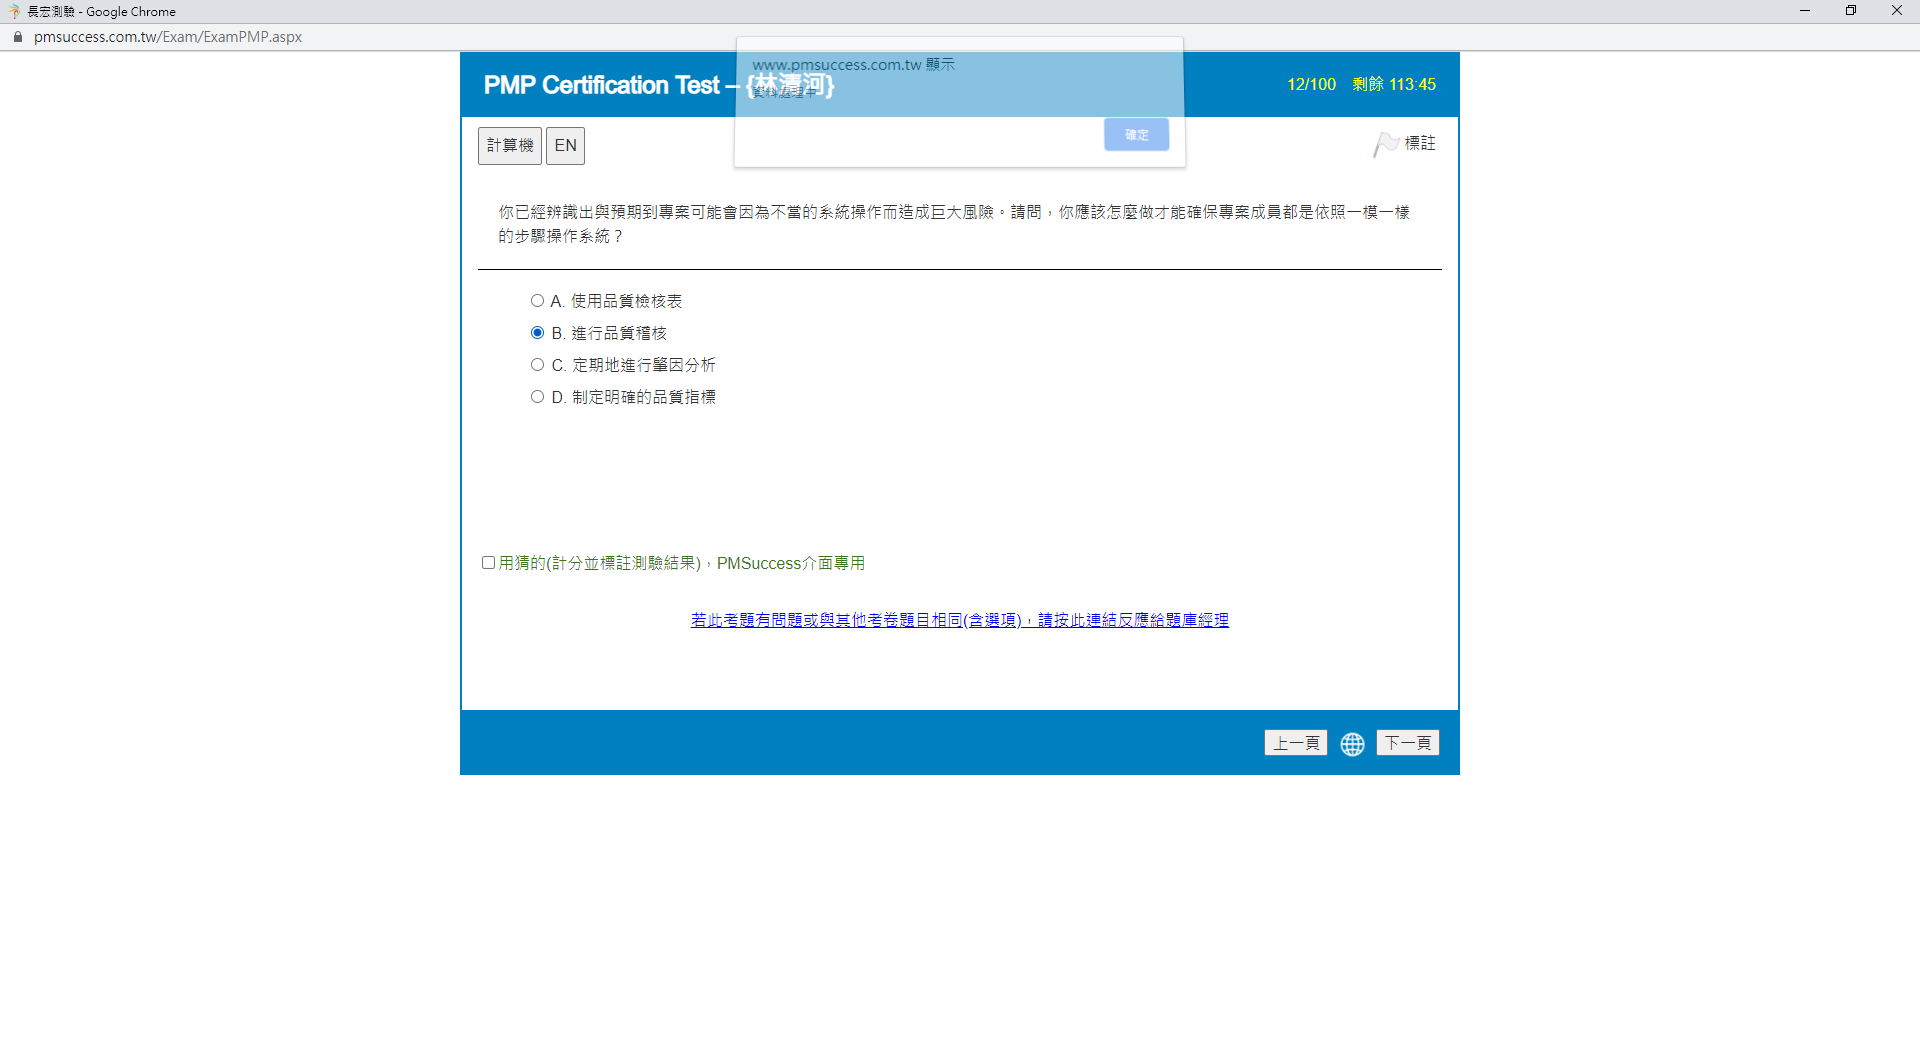 長宏測驗 - Google Chrome
pmsuccess.com.tw/Exam/ExamPMP.aspx
www.pmsuccess.com.tw 顯示
PMP Certification Test – {林清河}
資料處理中
12/100 剩餘 113:45
確定
計算機 EN
標註
你已經辨識出與預期到專案可能會因為不當的系統操作而造成巨大風險。請問，你應該怎麼做才能確保專案成員都是依照一模一樣
的步驟操作系統？
A. 使用品質檢核表
B. 進行品質稽核
C. 定期地進行肇因分析
D. 制定明確的品質指標
用猜的(計分並標註測驗結果)，PMSuccess介面專用
若此考題有問題或與其他考卷題目相同(含選項)，請按此連結反應給題庫經理
上一頁 下一頁